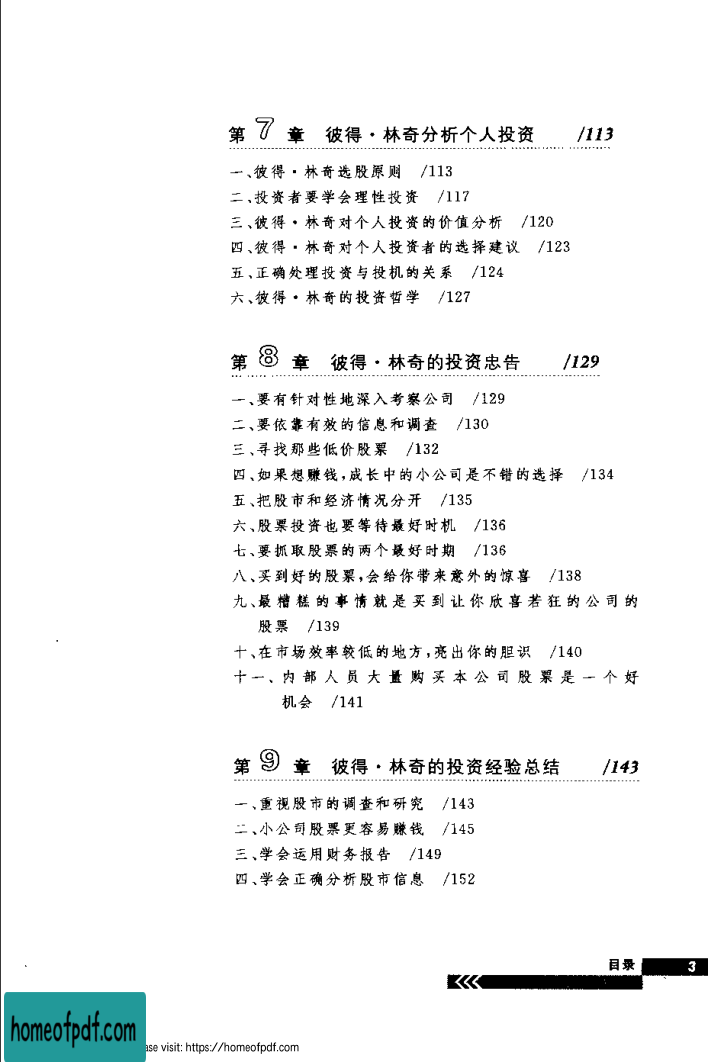 第7章 彼得·林奇分析个人投资 /113
一、彼得·林奇选股原则 /113
二、投资者要学会理性投资 /117
三、彼得·林奇对个人投资的价值分析 /120
四、彼得·林奇对个人投资者的选择建议 /123
五、正确处理投资与投机的关系 /124
六、彼得·林奇的投资哲学 /127
第8章 彼得·林奇的投资忠告 /129
一、要有针对性地深入考察公司 /129
二、要依靠有效的信息和调查 /130
三、寻找那些低价股票 /132
四、如果想赚钱,成长中的小公司是不错的选择 /134
五、把股市和经济情况分开 /135
六、股票投资也要等待最好时机 /136
七、要抓取股票的两个最好时期 /136
八、买到好的股票,会给你带来意外的惊喜 /138
九、最糟糕的事情就是买到让你欣喜若狂的公司的
股票 /139
十、在市场效率较低的地方,亮出你的胆识 /140
十一、内部人员大量购买本公司股票是一个好
机会 /141
第9章 彼得·林奇的投资经验总结 /143
一、重视股市的调查和研究 /143
二、小公司股票更容易赚钱 /145
三、学会运用财务报告 /149
四、学会正确分析股市信息 /152
目录 3
homeofpdf.com
ase visit: https://homeofpdf.com